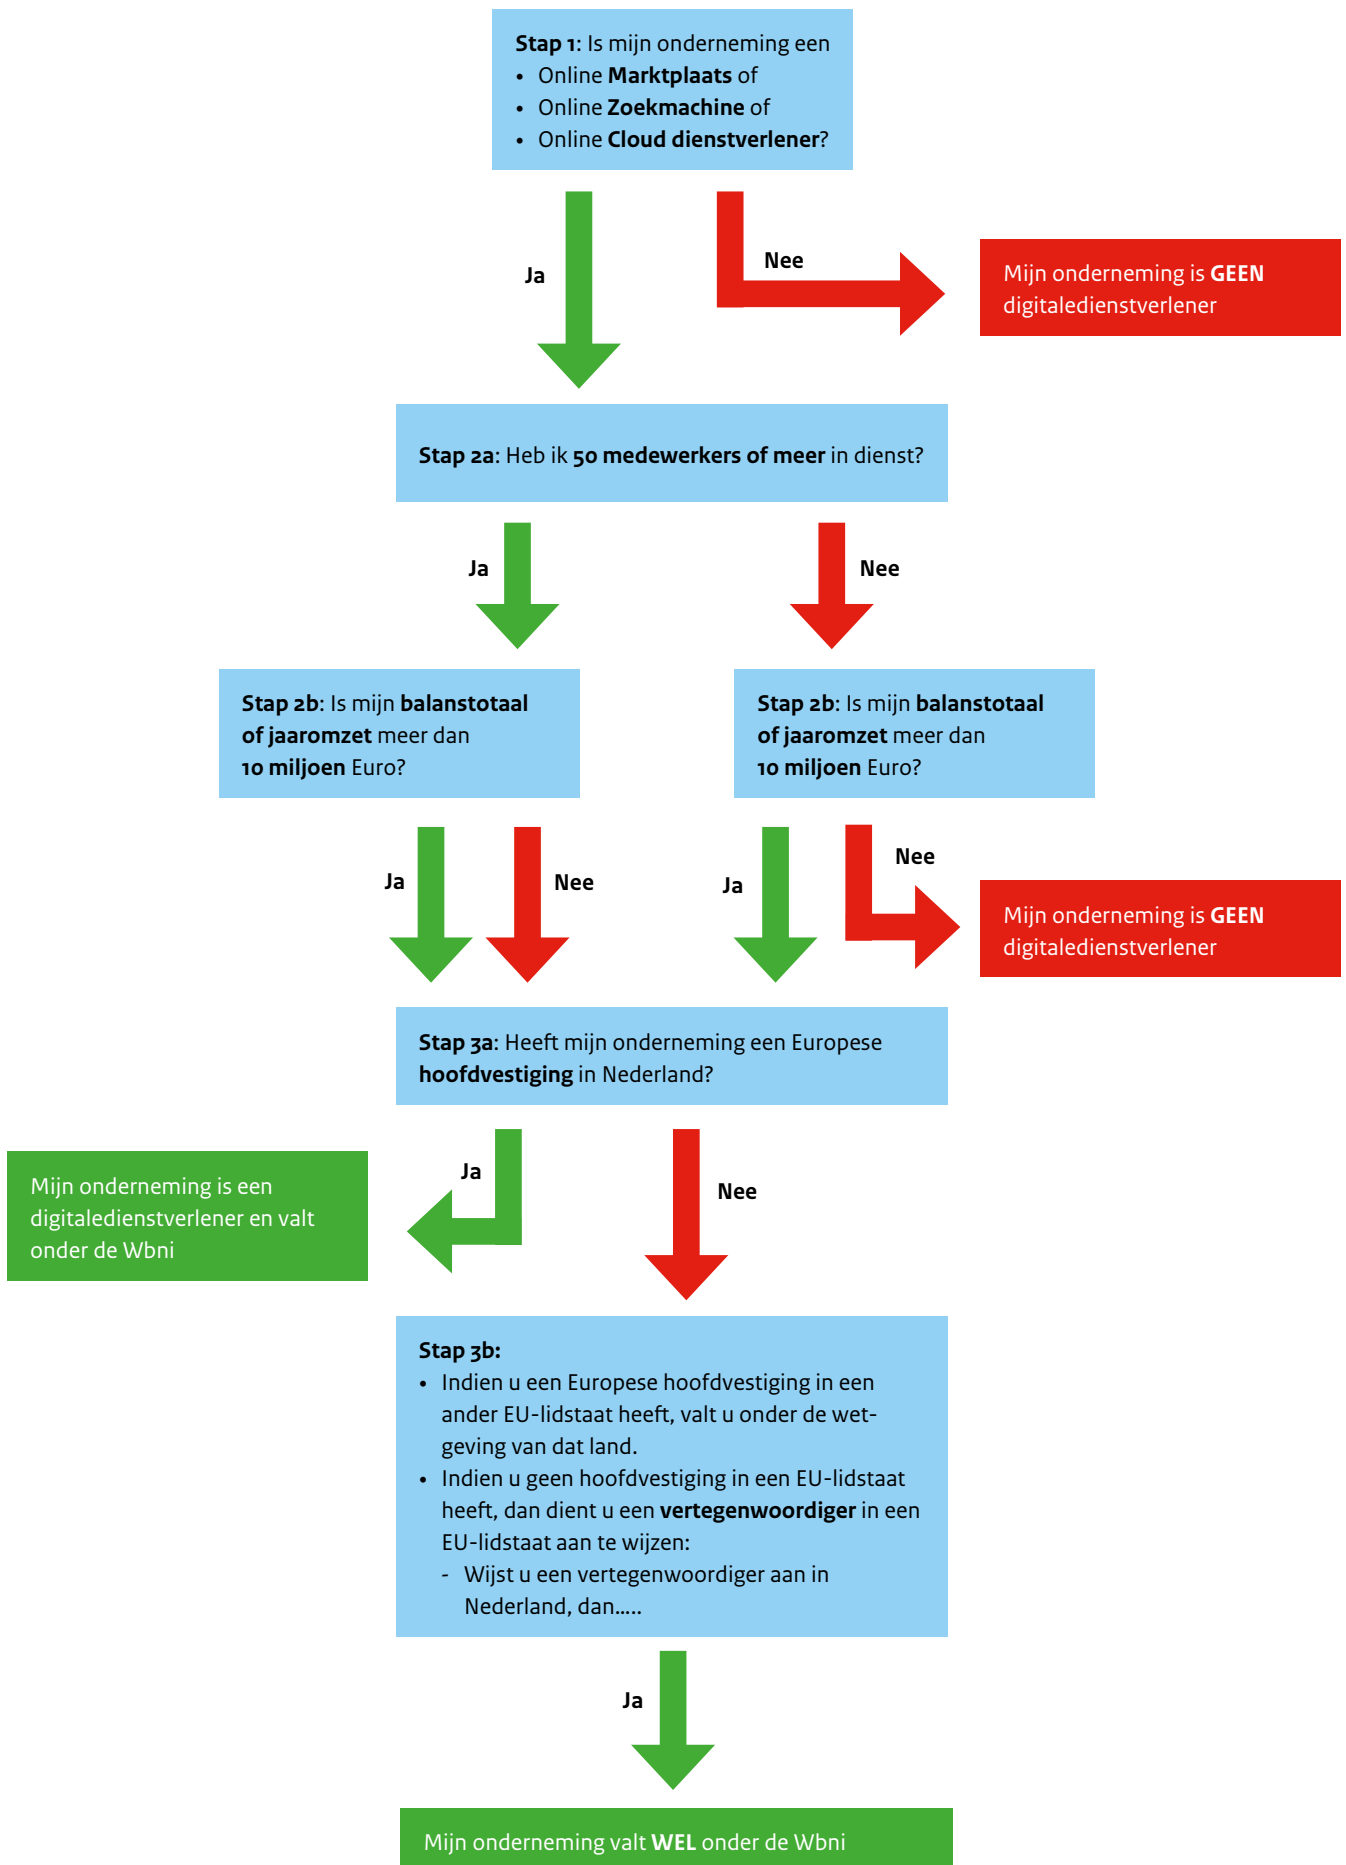 Stap 1: Is mijn onderneming een
• Online Marktplaats of
• Online Zoekmachine of
• Online Cloud dienstverlener?
Ja
Nee
Mijn onderneming is GEEN
digitaledienstverlener
Stap 2a: Heb ik 50 medewerkers of meer in dienst?
Ja
Nee
Stap 2b: Is mijn balanstotaal
of jaaromzet meer dan
10 miljoen Euro?
Stap 2b: Is mijn balanstotaal
of jaaromzet meer dan
10 miljoen Euro?
Ja
Nee
Ja
Nee
Mijn onderneming is GEEN
digitaledienstverlener
Stap 3a: Heeft mijn onderneming een Europese
hoofdvestiging in Nederland?
Ja
Nee
Mijn onderneming is een
digitaledienstverlener en valt
onder de Wbni
Stap 3b:
• Indien u een Europese hoofdvestiging in een
ander EU-lidstaat heeft, valt u onder de wet-
geving van dat land.
• Indien u geen hoofdvestiging in een EU-lidstaat
heeft, dan dient u een vertegenwoordiger in een
EU-lidstaat aan te wijzen:
- Wijst u een vertegenwoordiger aan in
Nederland, dan.....
Ja
Mijn onderneming valt WEL onder de Wbni